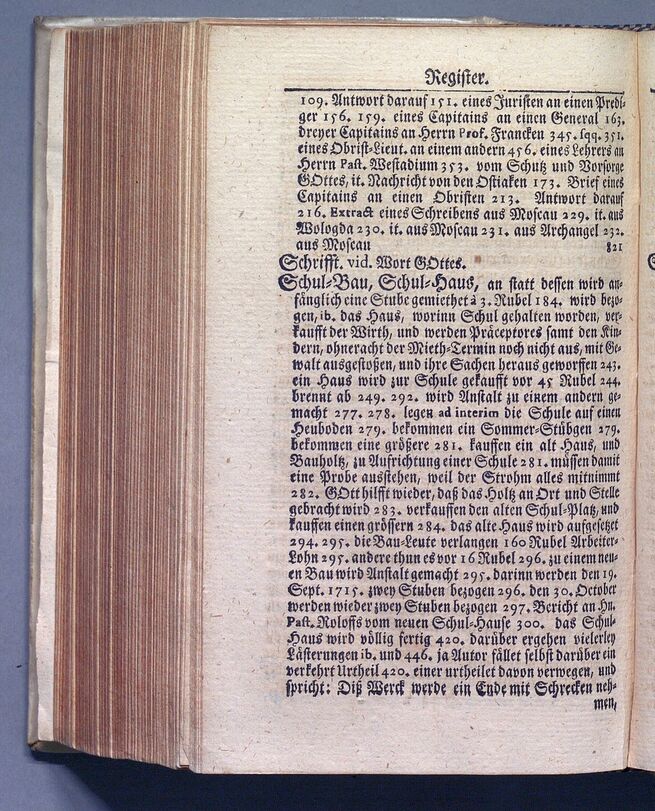 Register.
109. Antwort darauf 151. eines Juristen an einen Predi-
ger 156. 159. eines Capitains an einen General 163.
dreyer Capitains an Herrn Prof. Francken 345. sqq. 351.
eines Obrist-Lieut. an einem andern 456. eines Lehrers an
Herrn Past. Westadium 353. vom Schutz und Vorsorge
GOttes, it. Nachricht von den Ostiaken 173. Brief eines
Capitains an einen Obristen 213. Antwort darauf
216. Extract eines Schreibens aus Moscau 229. it. aus
Wologda 230. it. aus Moscau 231. aus Archangel 232.
aus Moscau 821
Schrifft. vid. Wort GOttes.
Schul-Bau, Schul-Haus, an statt dessen wird an-
fänglich eine Stube gemiethet à 3. Rubel 184. wird bezo-
gen, ib. das Haus, worinn Schul gehalten worden, ver-
kaufft der Wirth, und werden Präceptores samt den Kin-
dern, ohneracht der Mieth-Termin noch nicht aus, mit Ge-
walt ausgestoßen, und ihre Sachen heraus geworffen 243.
ein Haus wird zur Schule gekaufft vor 45 Rubel 244.
brennt ab 249. 292. wird Anstalt zu einem andern ge-
macht 277. 278. legen ad interim die Schule auf einen
Heuboden 279. bekommen ein Sommer-Stübgen 279.
bekommen eine größere 281. kauffen ein alt Haus, und
Bauholtz, zu Aufrichtung einer Schule 281. müssen damit
eine Probe ausstehen, weil der Strohm alles mitnimmt
282. GOtt hilfft wieder, daß das Holtz an Ort und Stelle
gebracht wird 283. verkauffen den alten Schul-Platz, und
kauffen einen grössern 284. das alte Haus wird aufgesetzet
294. 295. die Bau-Leute verlangen 160 Rubel Arbeiter-
Lohn 295. andere thun es vor 16 Rubel 296. zu einem neu-
en Bau wird Anstalt gemacht 295. darinn werden den 19.
Sept. 1715. zwey Stuben bezogen 296. den 30. October
werden wieder zwey Stuben bezogen 297. Bericht an Hn.
Past. Roloffs vom neuen Schul-Hause 300. das Schul-
Haus wird völlig fertig 420. darüber ergehen vielerley
Lästerungen ib. und 446. ja Autor fället selbst darüber ein
verkehrt Urtheil 420. einer urtheilet davon verwegen, und
spricht: Diß Werck werde ein Ende mit Schrecken neh-
men,